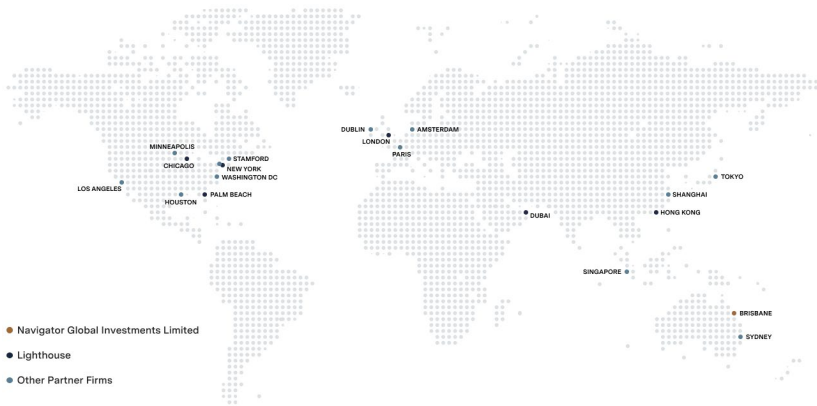 DUBLIN
AMSTERDAM
LONDON
PARIS
MINNEAPOLIS
STAMFORD
CHICAGO
NEW YORK
WASHINGTON DC
LOS ANGELES
PALM BEACH
HOUSTON
TOKYO
SHANGHAI
DUBAI
HONG KONG
SINGAPORE
BRISBANE
SYDNEY
Navigator Global Investments Limited
Lighthouse
Other Partner Firms